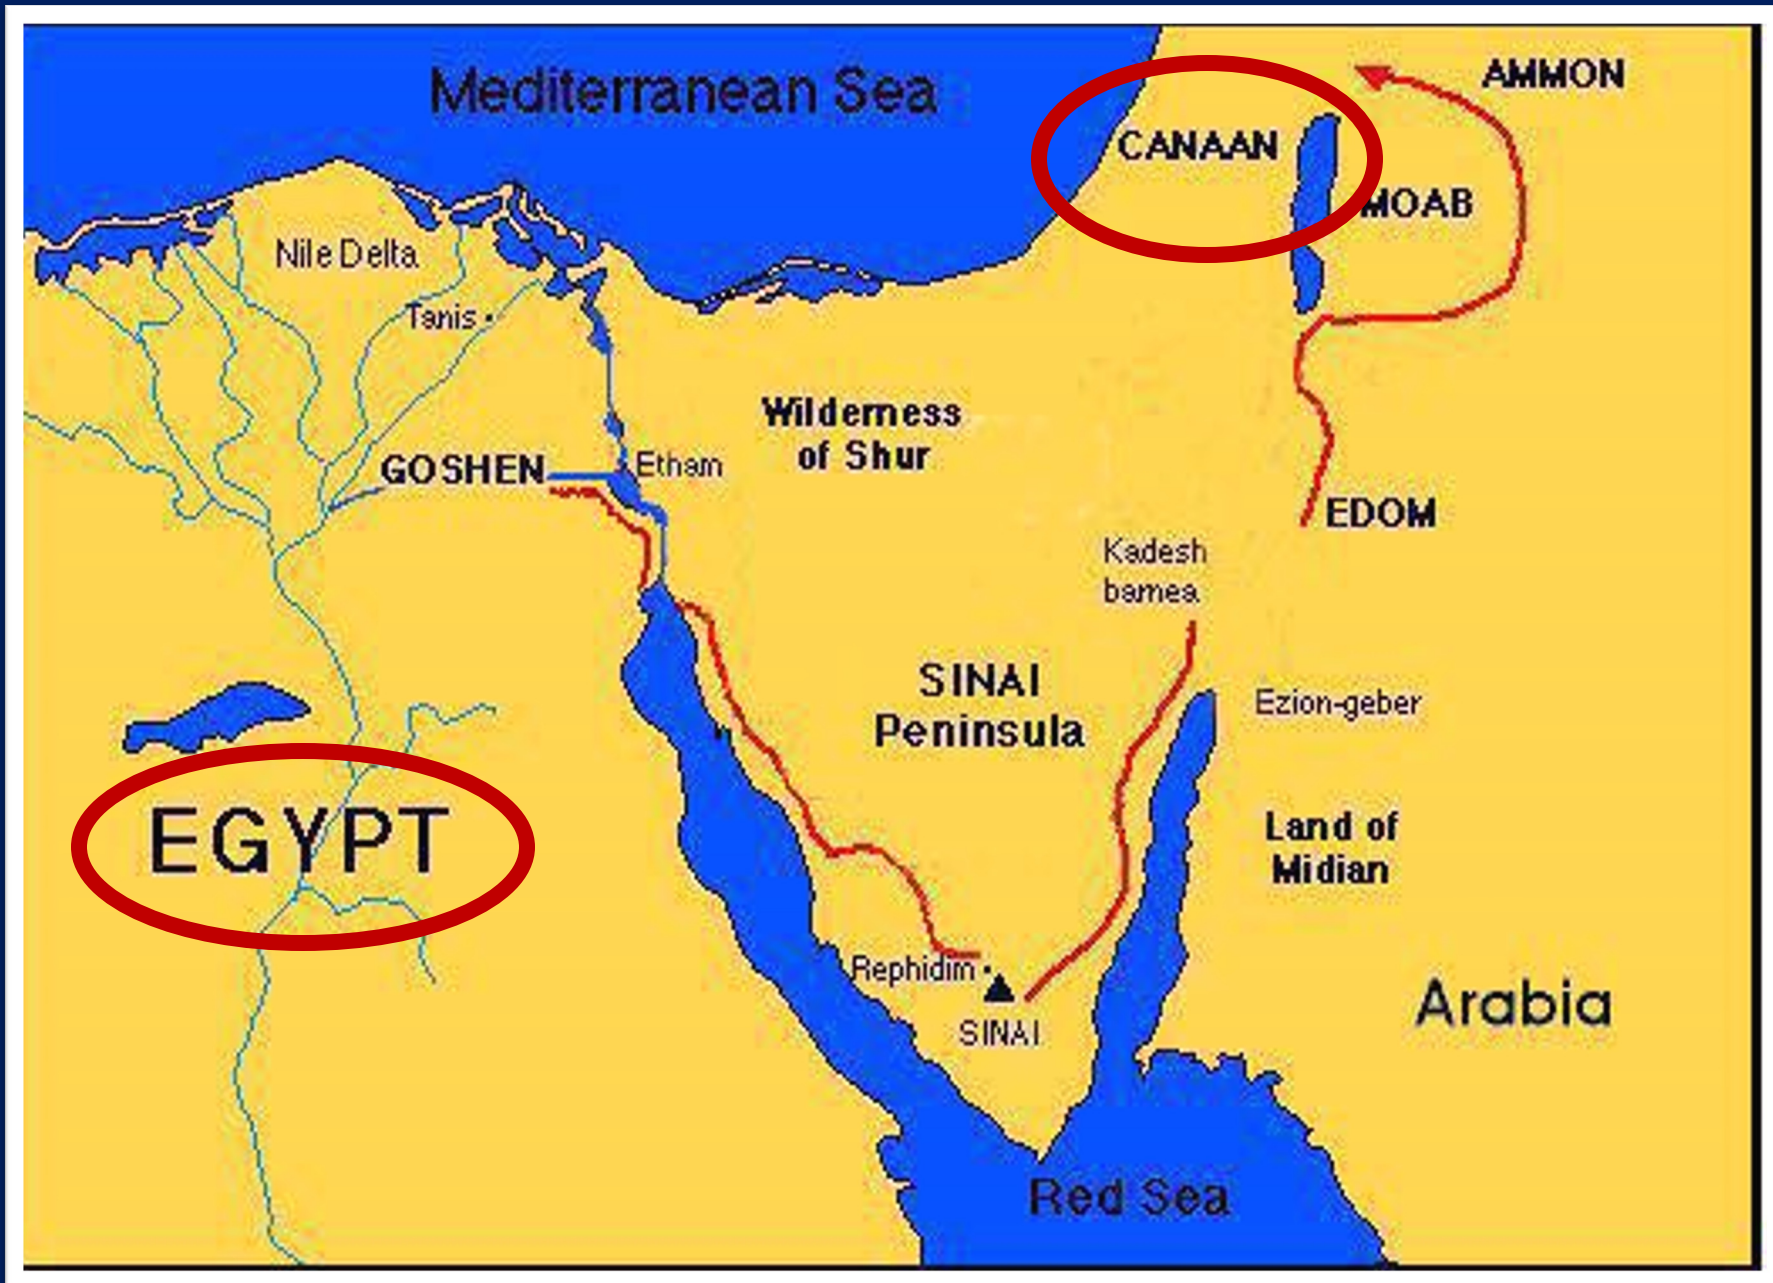 Mediterranean Sea
AMMON
CANAAN
MOAB
Nile Delta
Tanis
Wilderness
of Shur
GOSHEN
Etham
EDOM
Kadesh
barnea
SINAI
Peninsula
Ezion-geber
EGYPT
Land of
Midian
Rephidim
SINAI
Arabia
Red Sea